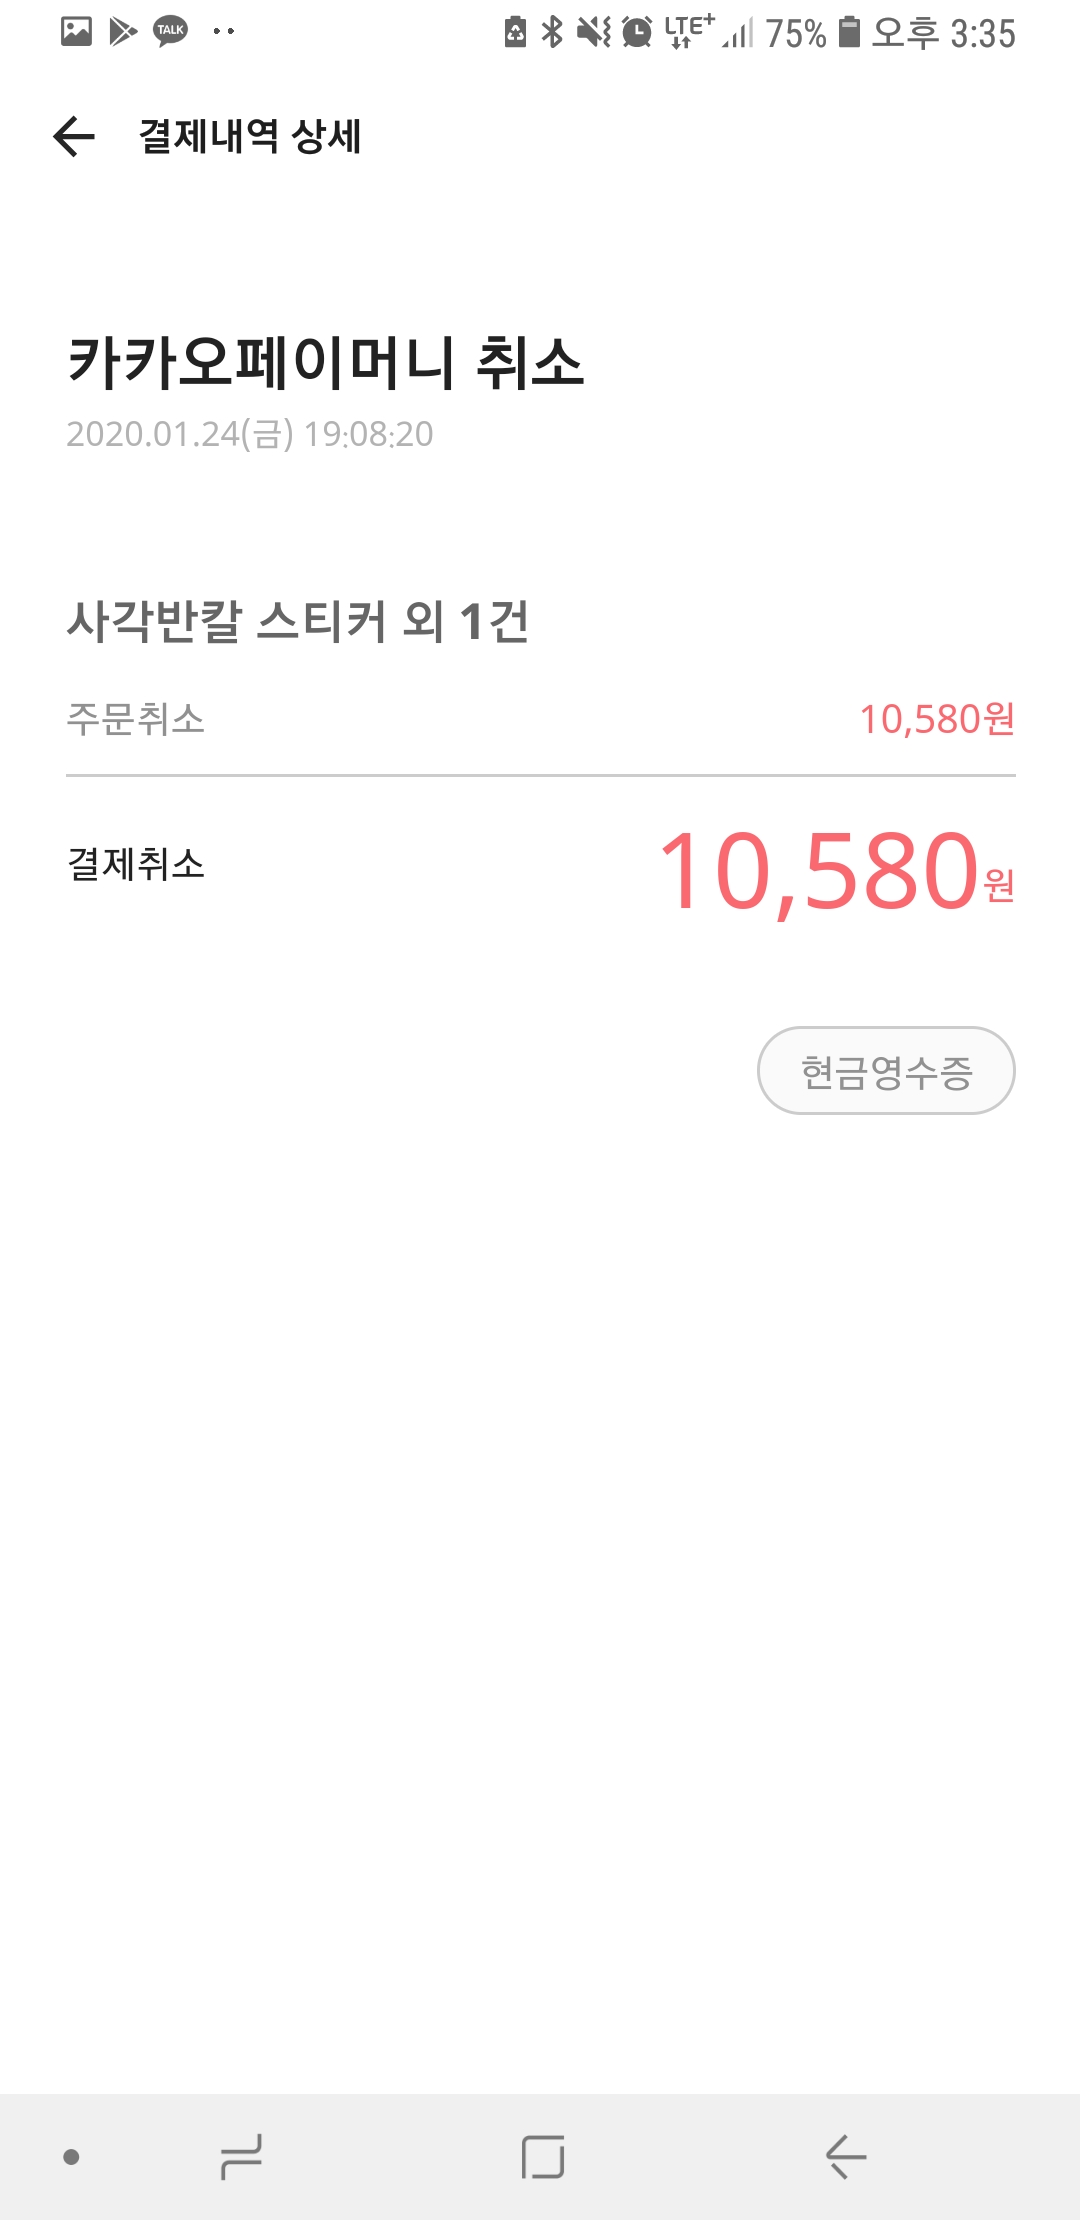 TALK LTE+ 75% 오후 3:35
결제내역 상세
카카오페이머니 취소
2020.01.24(금) 19:08:20
사각반칼 스티커 외 1건
주문취소 10,580원
결제취소 10,580원
현금영수증